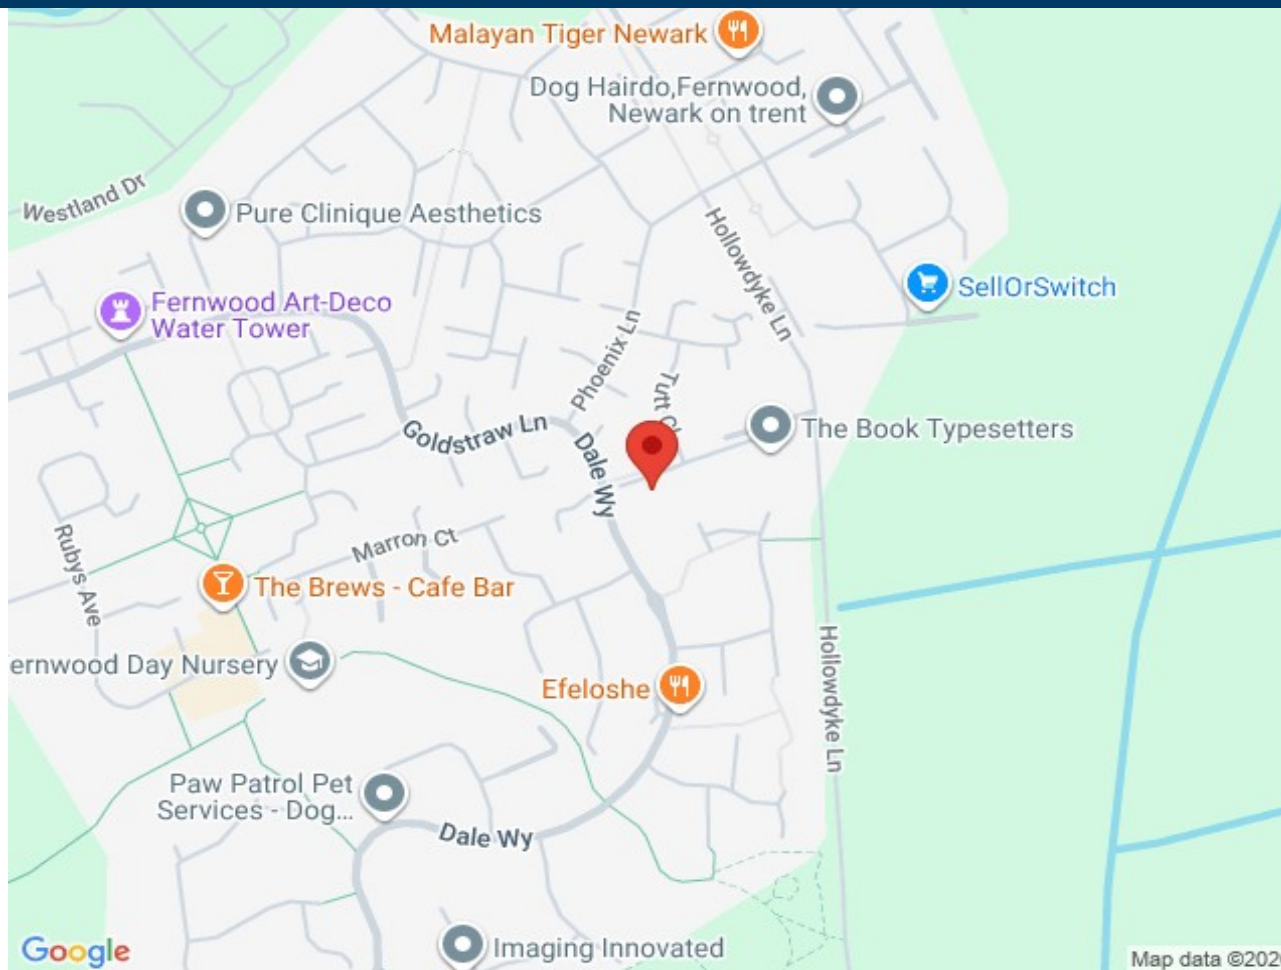 Malayan Tiger Newark
Dog Hairdo,Fernwood,
Newark on trent
Westland Dr
Pure Clinique Aesthetics
Hollowdyke Ln
SellOrSwitch
Fernwood Art-Deco
Water Tower
Phoenix Ln
Tutt Cl
Goldstraw Ln
The Book Typesetters
Dale Wy
Marron Ct
Rubys Ave
The Brews - Cafe Bar
ernwood Day Nursery
Hollowdyke Ln
Efeloshe
Paw Patrol Pet
Services - Dog...
Dale Wy
Imaging Innovated
Google
Map data ©202